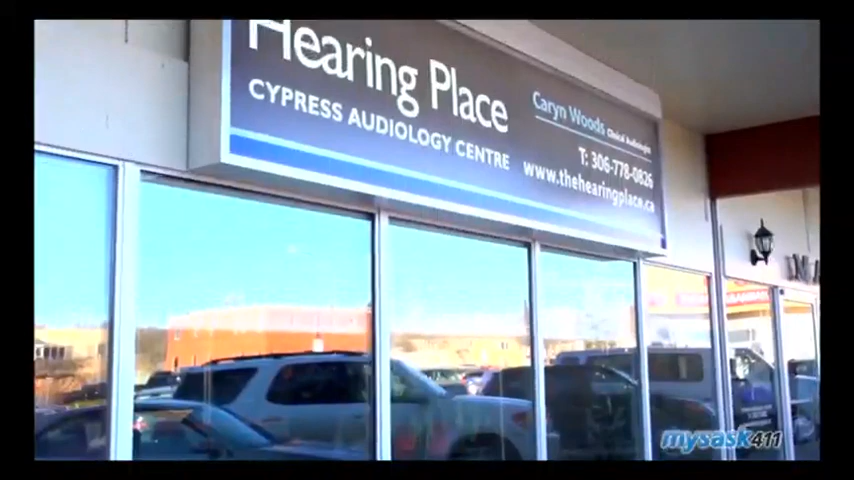 Hearing Place
CYPRESS AUDIOLOGY CENTRE
Caryn Woods Clinical Audiologist
T: 306-778-0826
www.thehearingplace.ca
mysask411